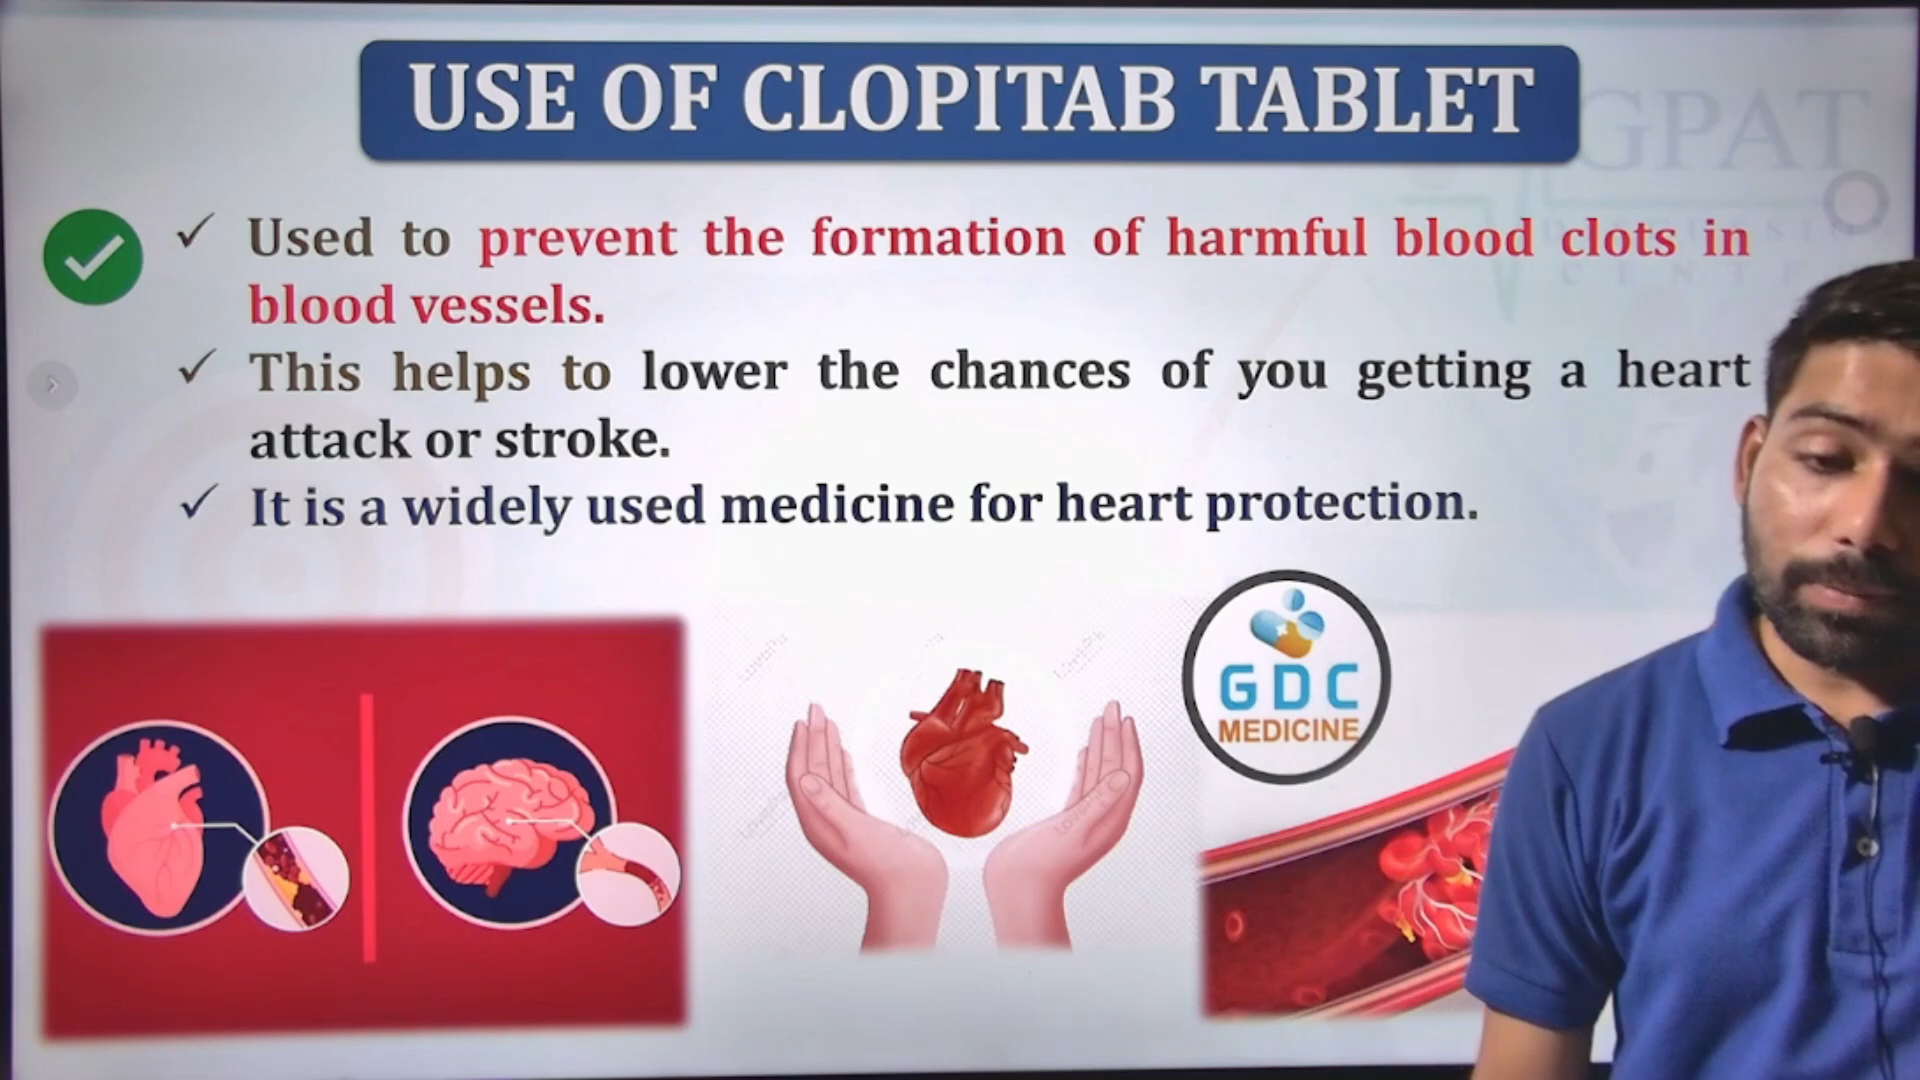 USE OF CLOPITAB TABLET
GPAT
✓ Used to prevent the formation of harmful blood clots in
blood vessels.
✓ This helps to lower the chances of you getting a heart
attack or stroke.
✓ It is a widely used medicine for heart protection.
GDC
MEDICINE